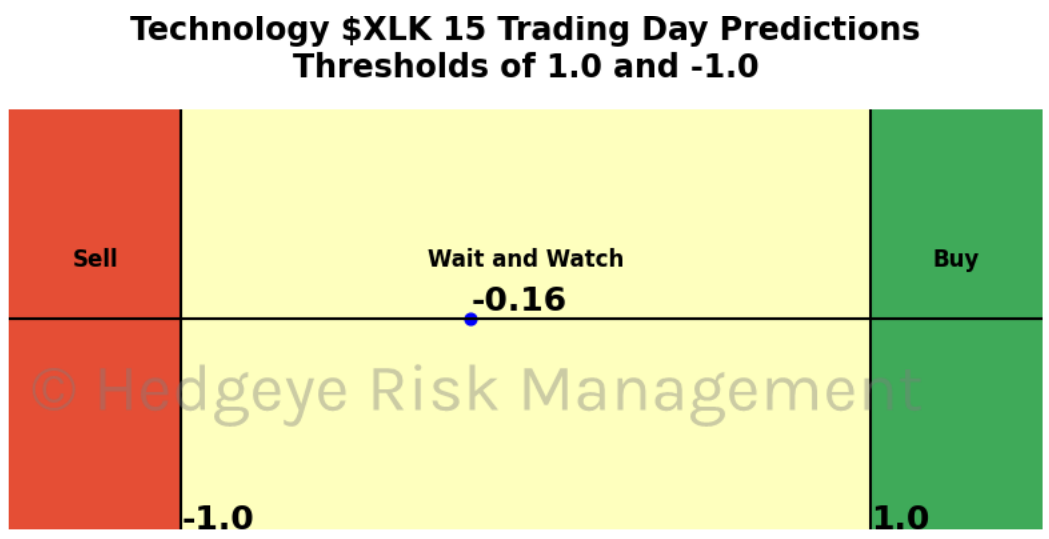 Technology $XLK 15 Trading Day Predictions
Thresholds of 1.0 and -1.0
Sell
Wait and Watch
Buy
-0.16
© Hedgeye Risk Management
-1.0
1.0